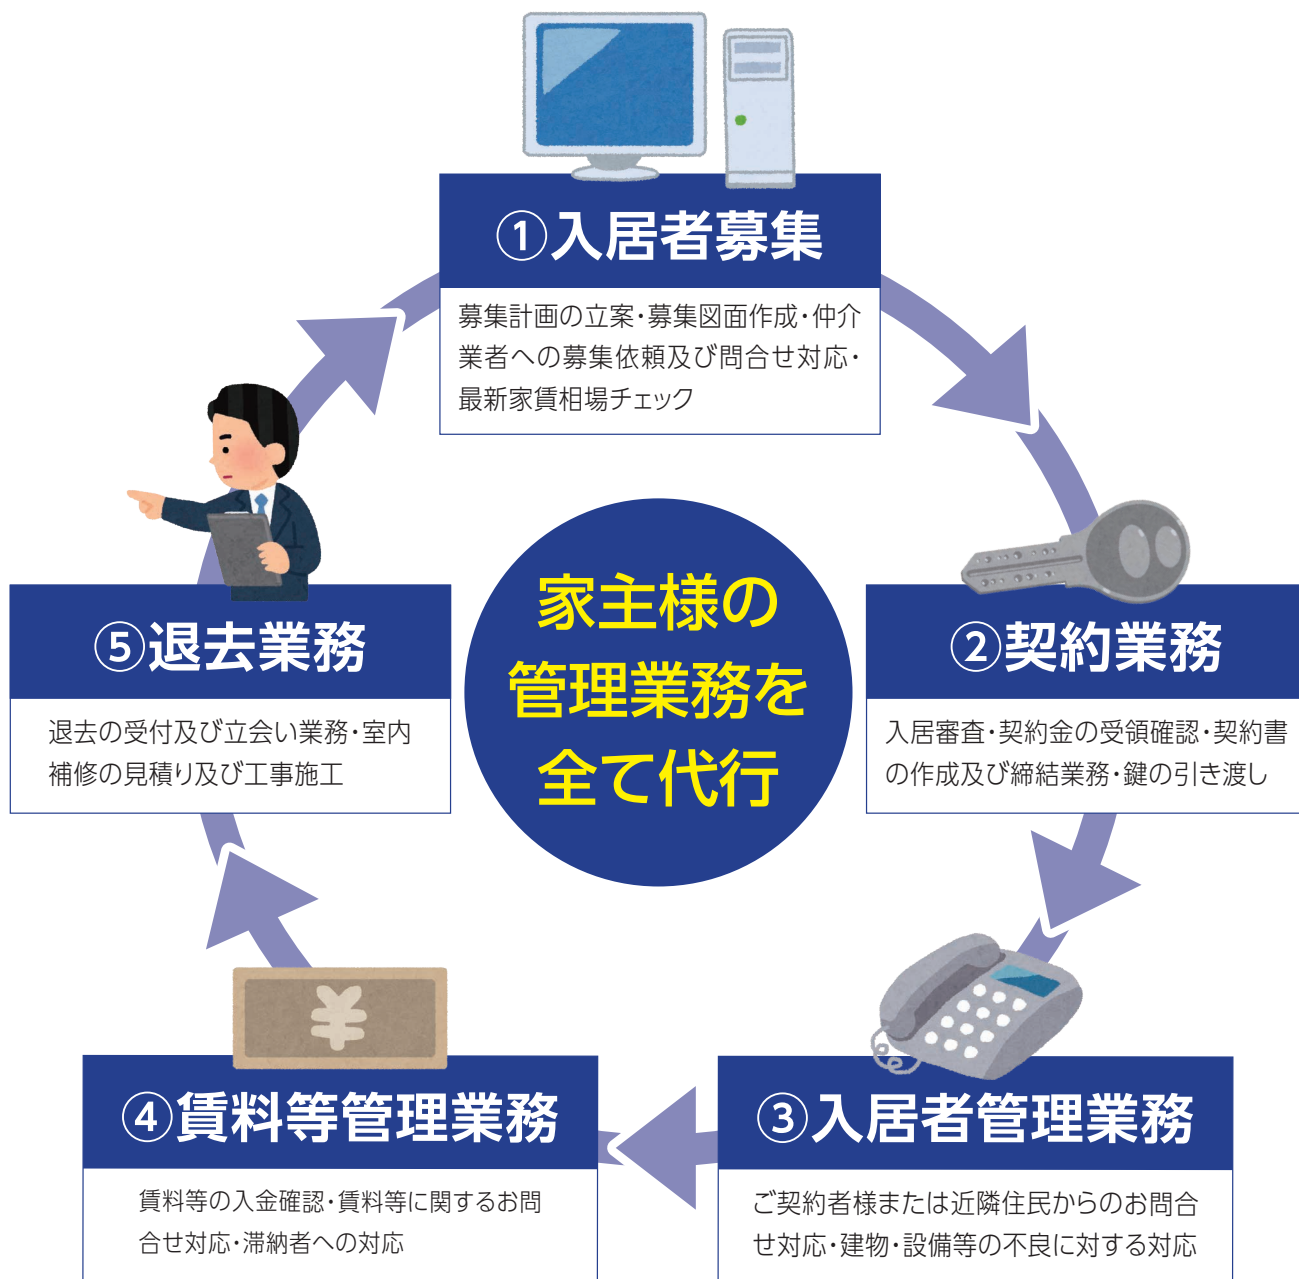 ①入居者募集
募集計画の立案・募集図面作成・仲介
業者への募集依頼及び問合せ対応・
最新家賃相場チェック
家主様の
管理業務を
全て代行
②契約業務
入居審査・契約金の受領確認・契約書
の作成及び締結業務・鍵の引き渡し
③入居者管理業務
ご契約者様または近隣住民からのお問合
せ対応・建物・設備等の不良に対する対応
④賃料等管理業務
賃料等の入金確認・賃料等に関するお問
合せ対応・滞納者への対応
⑤退去業務
退去の受付及び立会い業務・室内
補修の見積り及び工事施工
¥